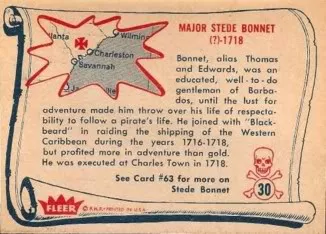 MAJOR STEDE BONNET
(?)-1718
lanta
Wilming
Charleston
Savannah
Bonnet, alias Thomas
and Edwards, was an
educated, well-to-do
gentleman of Barba-
dos, until the lust for
adventure made him throw over his life of respecta-
bility to follow a pirate's life. He joined with "Black-
beard" in raiding the shipping of the Western
Caribbean during the years 1716-1718,
but profited more in adventure than gold.
He was executed at Charles Town in 1718.
See Card #63 for more on
Stede Bonnet
30
FLEER
© F.H.F. PRINTED IN U.S.A.